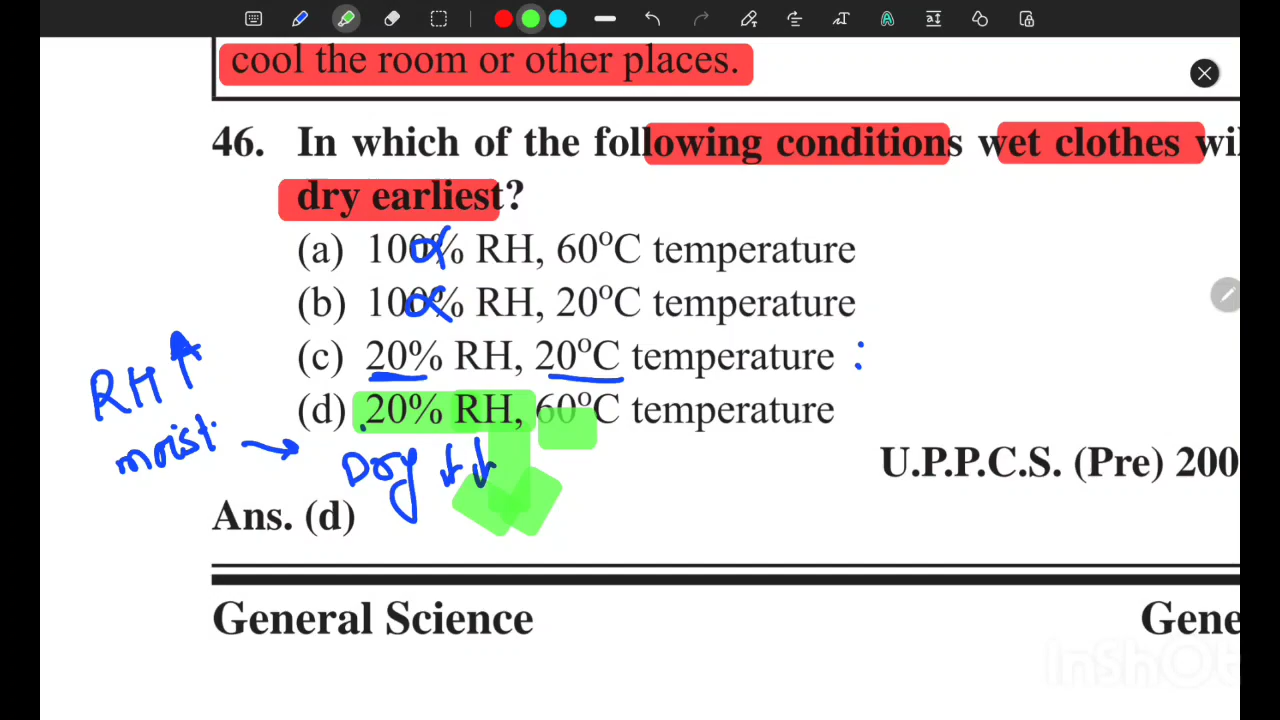 cool the room or other places.
46. In which of the following conditions wet clothes wil
dry earliest?
(a) 100% RH, 60°C temperature
(b) 100% RH, 20°C temperature
(c) 20% RH, 20°C temperature :
(d) 20% RH, 60°C temperature
RH↑
moist → Dry ↓↓
U.P.P.C.S. (Pre) 200
Ans. (d)
General Science
Gene
InShOt